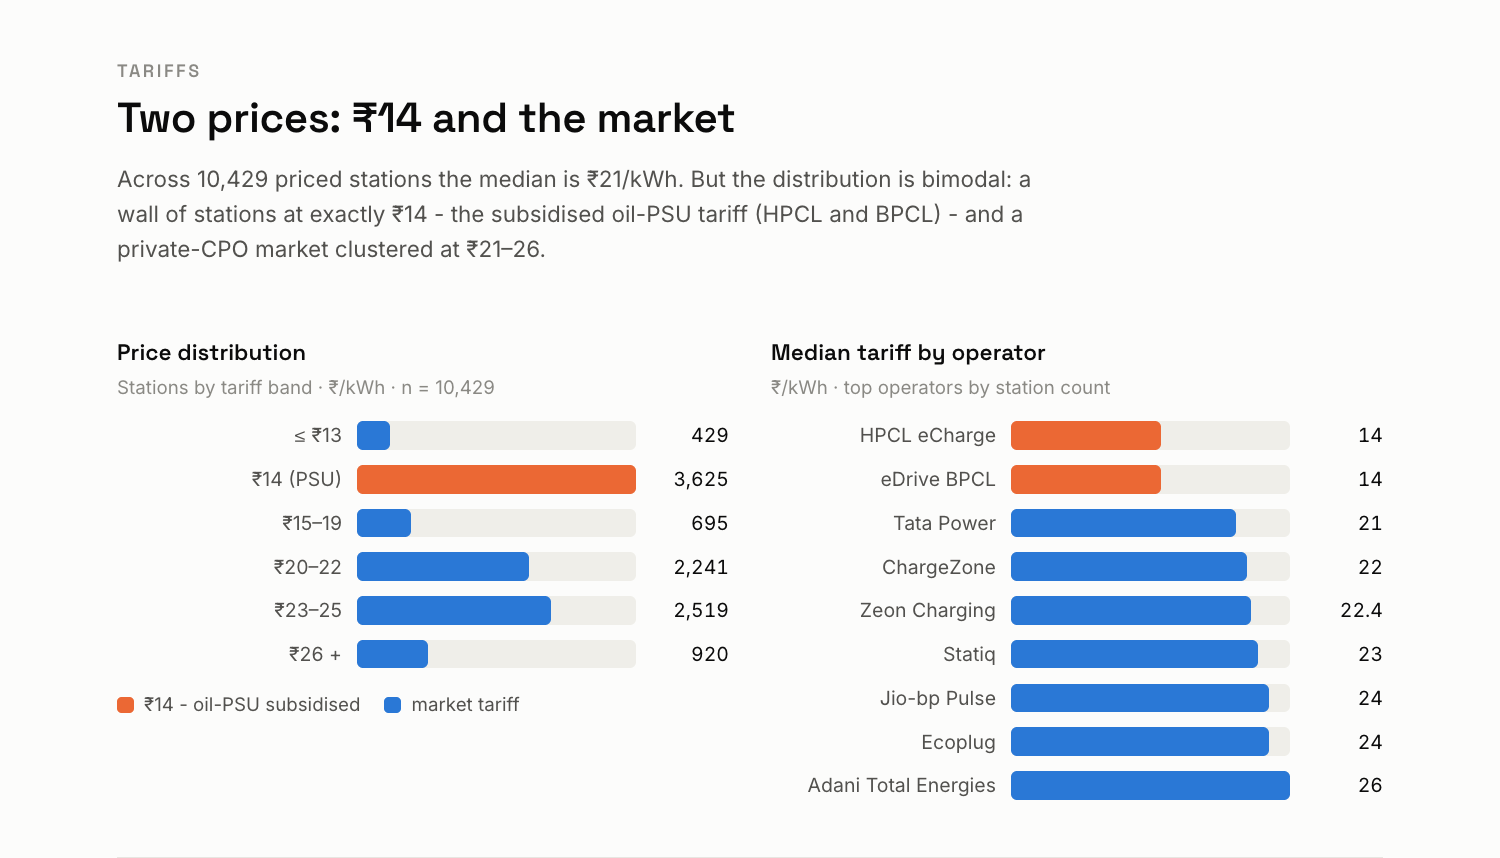 TARIFFS
Two prices: ₹14 and the market
Across 10,429 priced stations the median is ₹21/kWh. But the distribution is bimodal: a
wall of stations at exactly ₹14 - the subsidised oil-PSU tariff (HPCL and BPCL) - and a
private-CPO market clustered at ₹21–26.
Price distribution
Stations by tariff band · ₹/kWh · n = 10,429
≤ ₹13 429
₹14 (PSU) 3,625
₹15–19 695
₹20–22 2,241
₹23–25 2,519
₹26 + 920
₹14 - oil-PSU subsidised market tariff
Median tariff by operator
₹/kWh · top operators by station count
HPCL eCharge 14
eDrive BPCL 14
Tata Power 21
ChargeZone 22
Zeon Charging 22.4
Statiq 23
Jio-bp Pulse 24
Ecoplug 24
Adani Total Energies 26